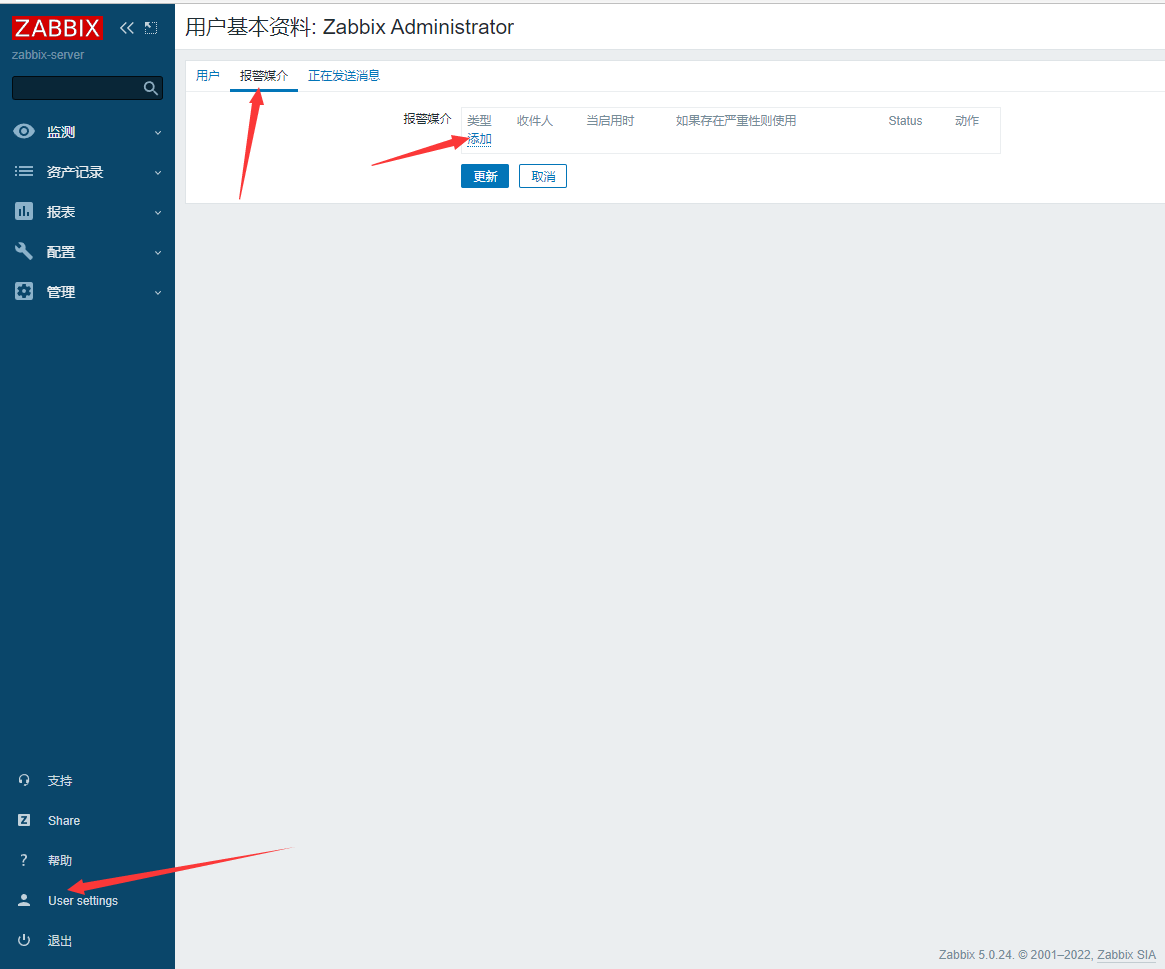 ZABBIX
zabbix-server
监测
资产记录
报表
配置
管理
支持
Share
帮助
User settings
退出
用户基本资料: Zabbix Administrator
用户 报警媒介 正在发送消息
报警媒介 类型 收件人 当启用时 如果存在严重性则使用 Status 动作
添加
更新 取消
Zabbix 5.0.24. © 2001–2022, Zabbix SIA